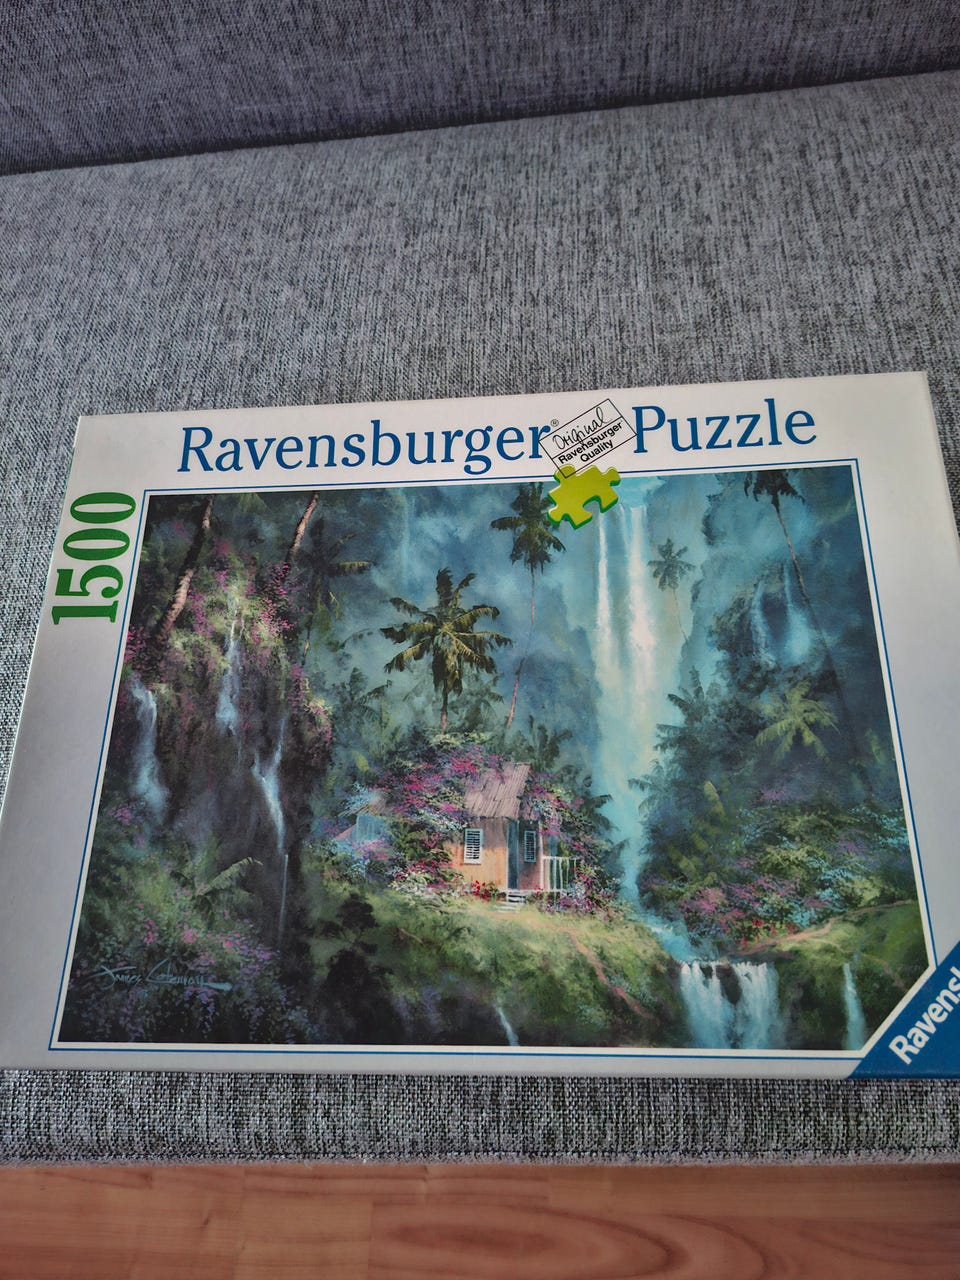 Ravensburger® Puzzle
Original
Ravensburger
Quality
1500
Ravens